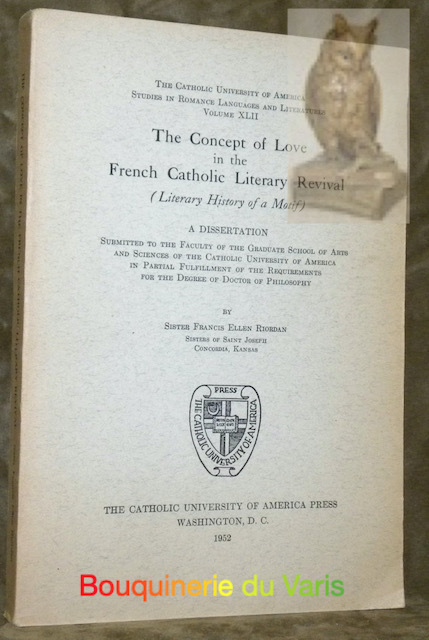 The Catholic University of America
Studies in Romance Languages and Literatures
Volume XLII
The Concept of Love
in the
French Catholic Literary Revival
(Literary History of a Motif)
A DISSERTATION
Submitted to the Faculty of the Graduate School of Arts
and Sciences of the Catholic University of America
in Partial Fulfillment of the Requirements
for the Degree of Doctor of Philosophy
BY
Sister Francis Ellen Riordan
Sisters of Saint Joseph
Concordia, Kansas
PRESS
THE CATHOLIC UNIVERSITY OF AMERICA
THE CATHOLIC UNIVERSITY OF AMERICA PRESS
WASHINGTON, D. C.
1952
Bouquinerie du Varis